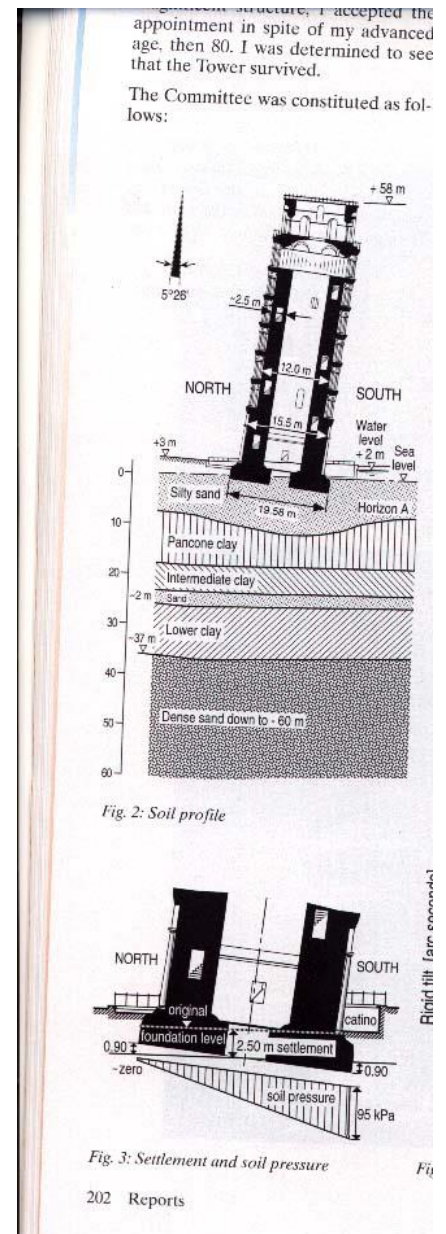 appointment in spite of my advanced
age, then 80. I was determined to see
that the Tower survived.
The Committee was constituted as fol-
lows:
+ 58 m
5°26'
~2.5 m
12.0 m
NORTH
SOUTH
15.5 m
Water
level
+ 2 m
Sea
level
+3 m
0
Silty sand
19.58 m
Horizon A
10
Pancone clay
20
Intermediate clay
~2 m
Sand
30
Lower clay
-37 m
40
50
Dense sand down to - 60 m
60
Fig. 2: Soil profile
NORTH
SOUTH
original
foundation level
catino
2.50 m settlement
0.90
~zero
0.90
soil pressure
95 kPa
Rigid tilt [arc seconds]
Fig. 3: Settlement and soil pressure
Fig
202 Reports